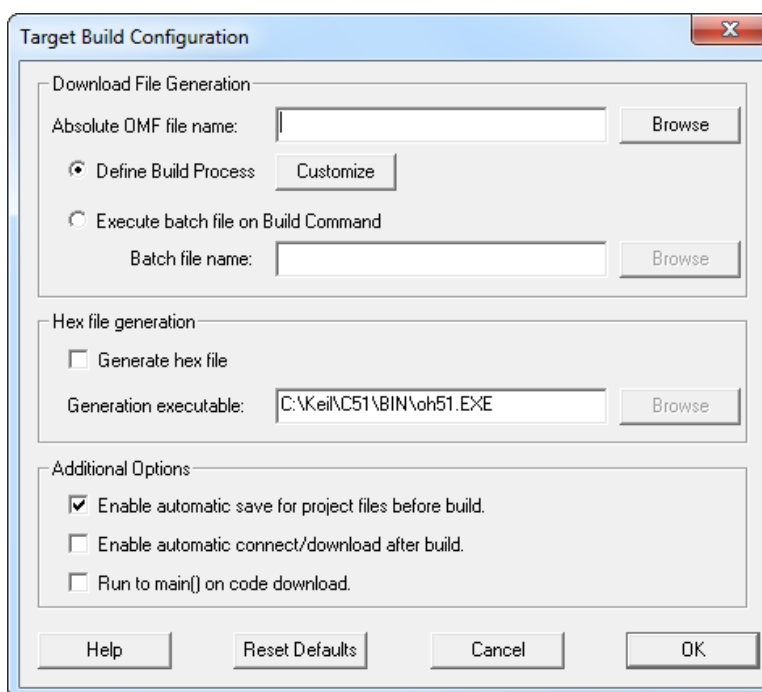 Target Build Configuration
Download File Generation
Absolute OMF file name:
Browse
Define Build Process
Customize
Execute batch file on Build Command
Batch file name:
Browse
Hex file generation
Generate hex file
Generation executable:
C:\Keil\C51\BIN\oh51.EXE
Browse
Additional Options
Enable automatic save for project files before build.
Enable automatic connect/download after build.
Run to main() on code download.
Help
Reset Defaults
Cancel
OK